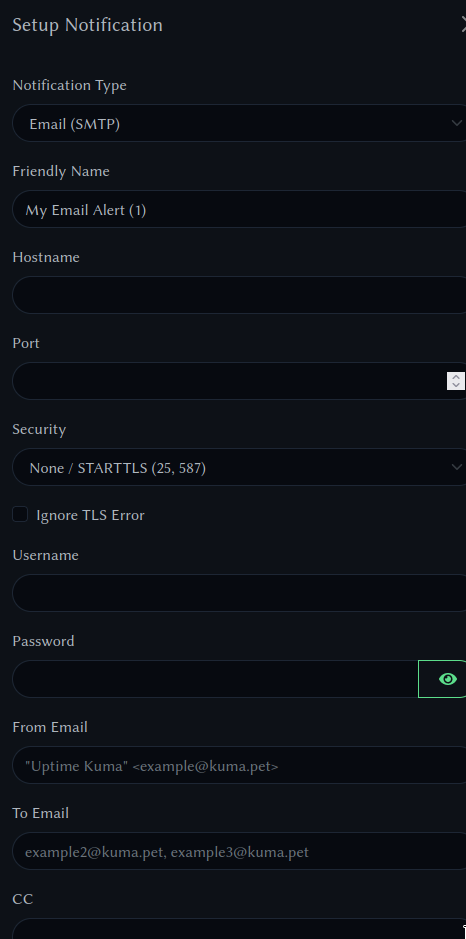 Setup Notification
Notification Type
Email (SMTP)
Friendly Name
My Email Alert (1)
Hostname
Port
Security
None / STARTTLS (25, 587)
Ignore TLS Error
Username
Password
From Email
"Uptime Kuma" <example@kuma.pet>
To Email
example2@kuma.pet, example3@kuma.pet
CC